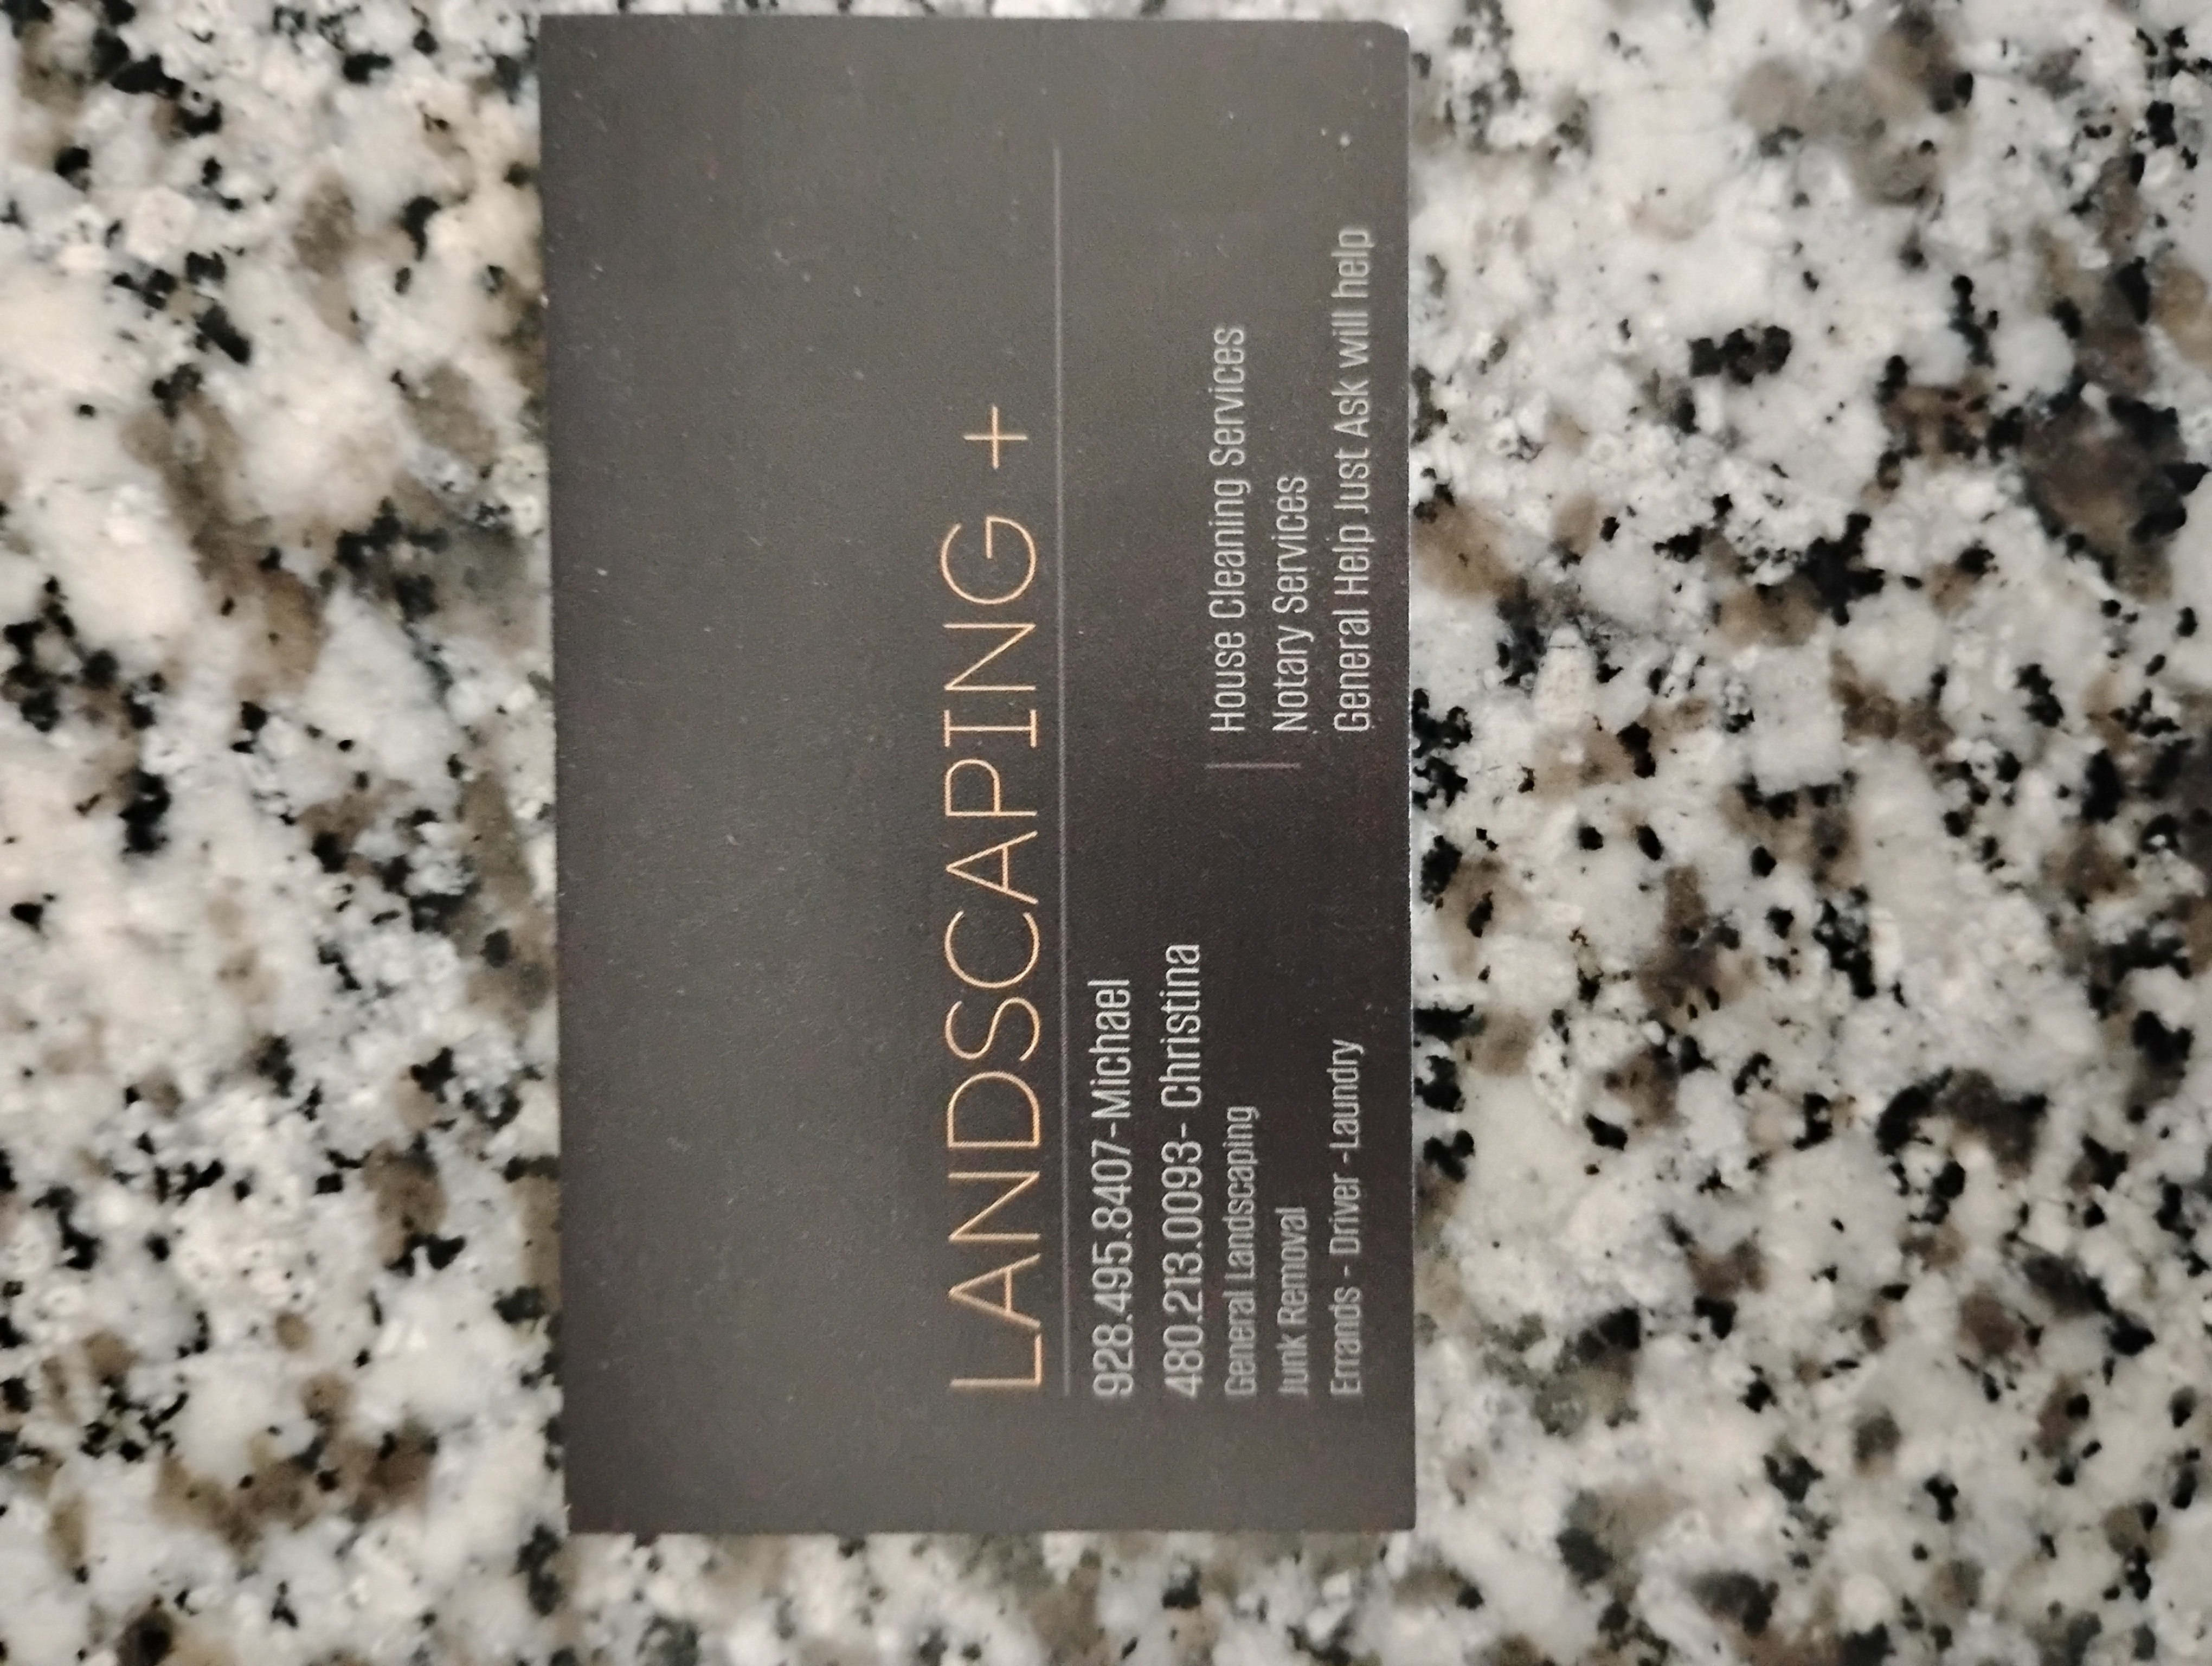 LANDSCAPING +
928.495.8407-Michael
480.213.0093- Christina
General Landscaping
Junk Removal
Errands - Driver -Laundry
House Cleaning Services
Notary Services
General Help Just Ask will help